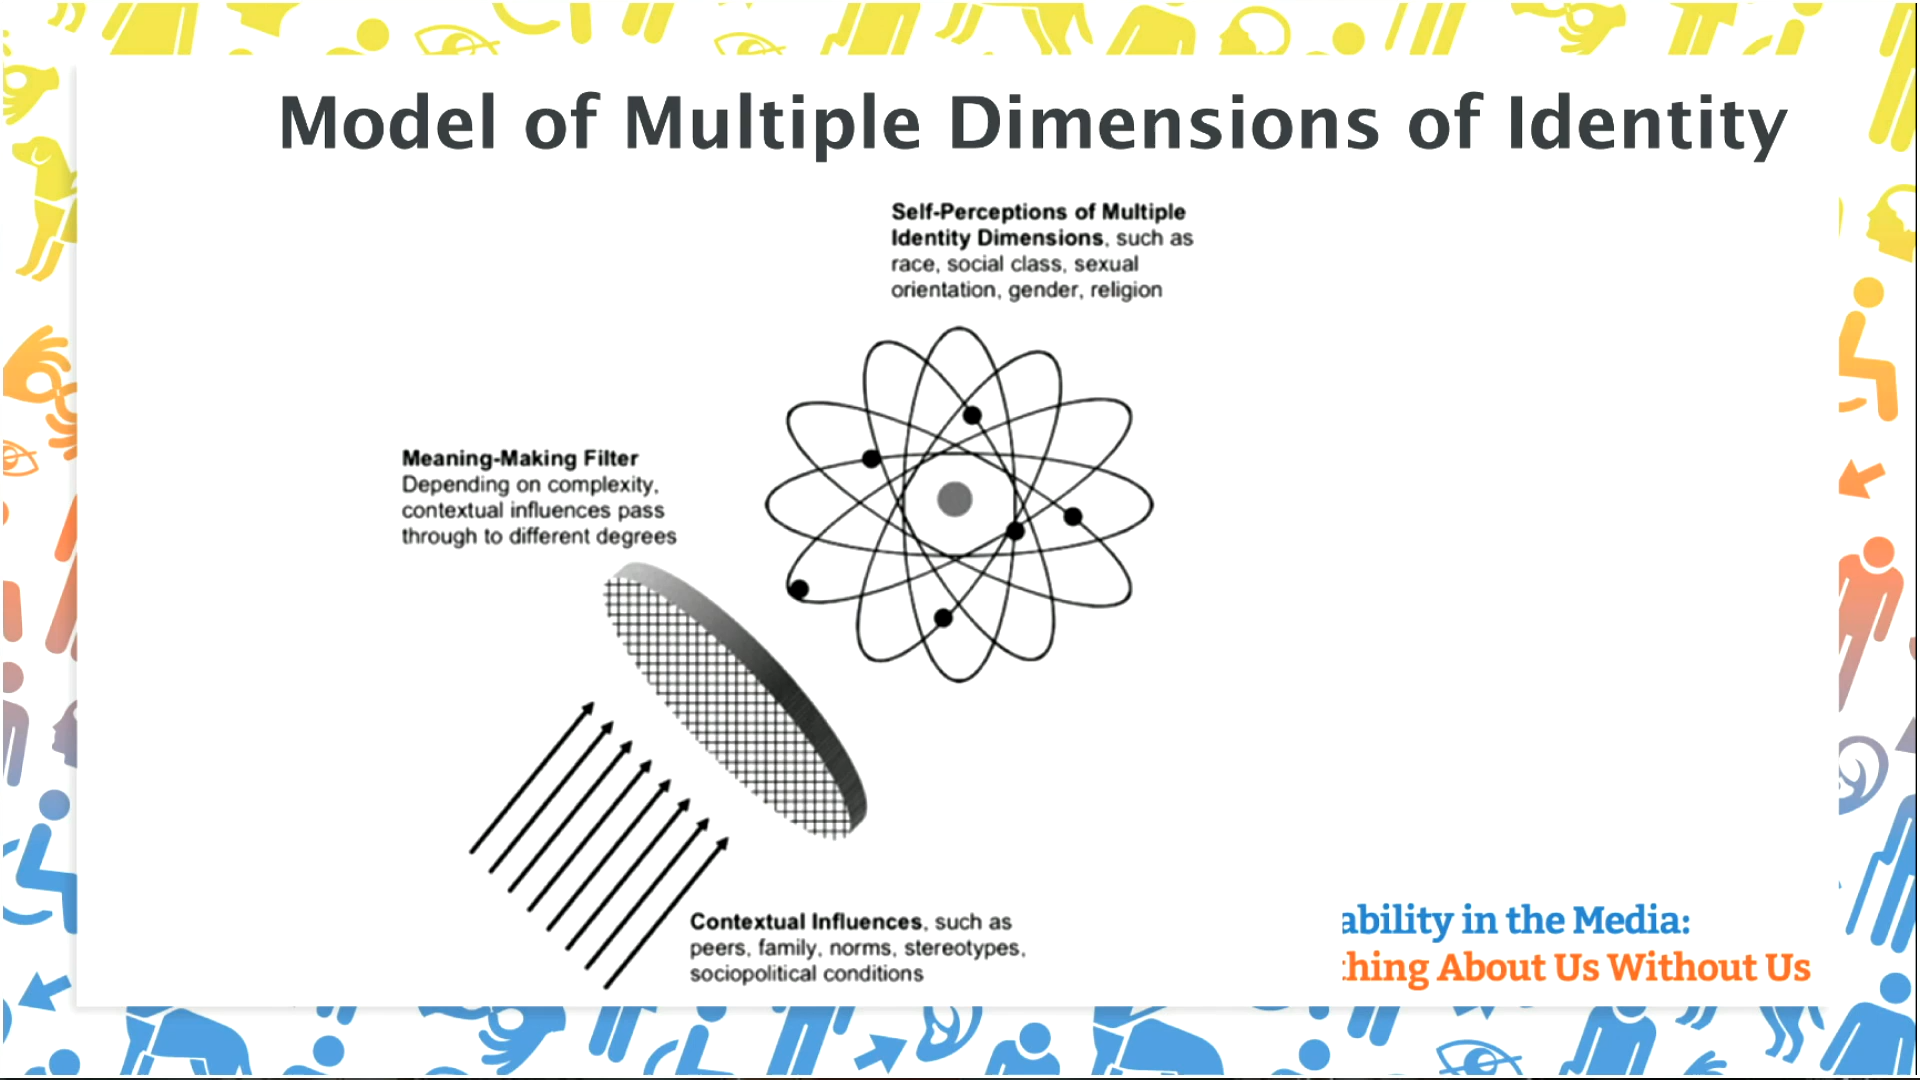 Model of Multiple Dimensions of Identity
Self-Perceptions of Multiple
Identity Dimensions, such as
race, social class, sexual
orientation, gender, religion
Meaning-Making Filter
Depending on complexity,
contextual influences pass
through to different degrees
Contextual Influences, such as
peers, family, norms, stereotypes,
sociopolitical conditions
ability in the Media:
hing About Us Without Us